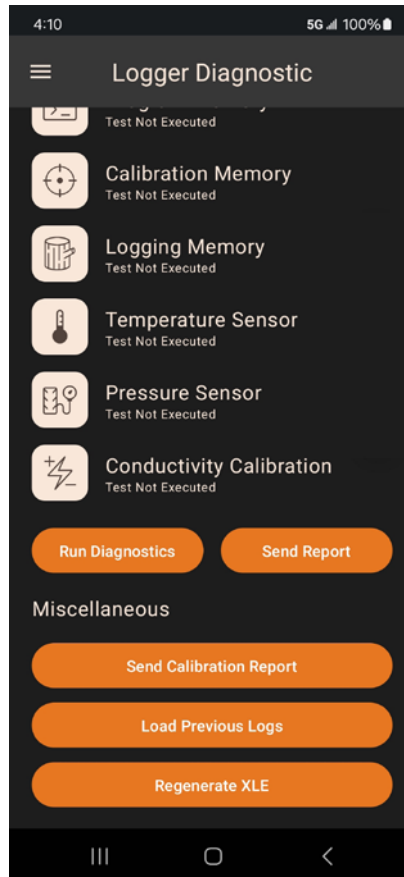 4:10
5G 100%
Logger Diagnostic
Test Not Executed
Calibration Memory
Test Not Executed
Logging Memory
Test Not Executed
Temperature Sensor
Test Not Executed
Pressure Sensor
Test Not Executed
Conductivity Calibration
Test Not Executed
Run Diagnostics
Send Report
Miscellaneous
Send Calibration Report
Load Previous Logs
Regenerate XLE